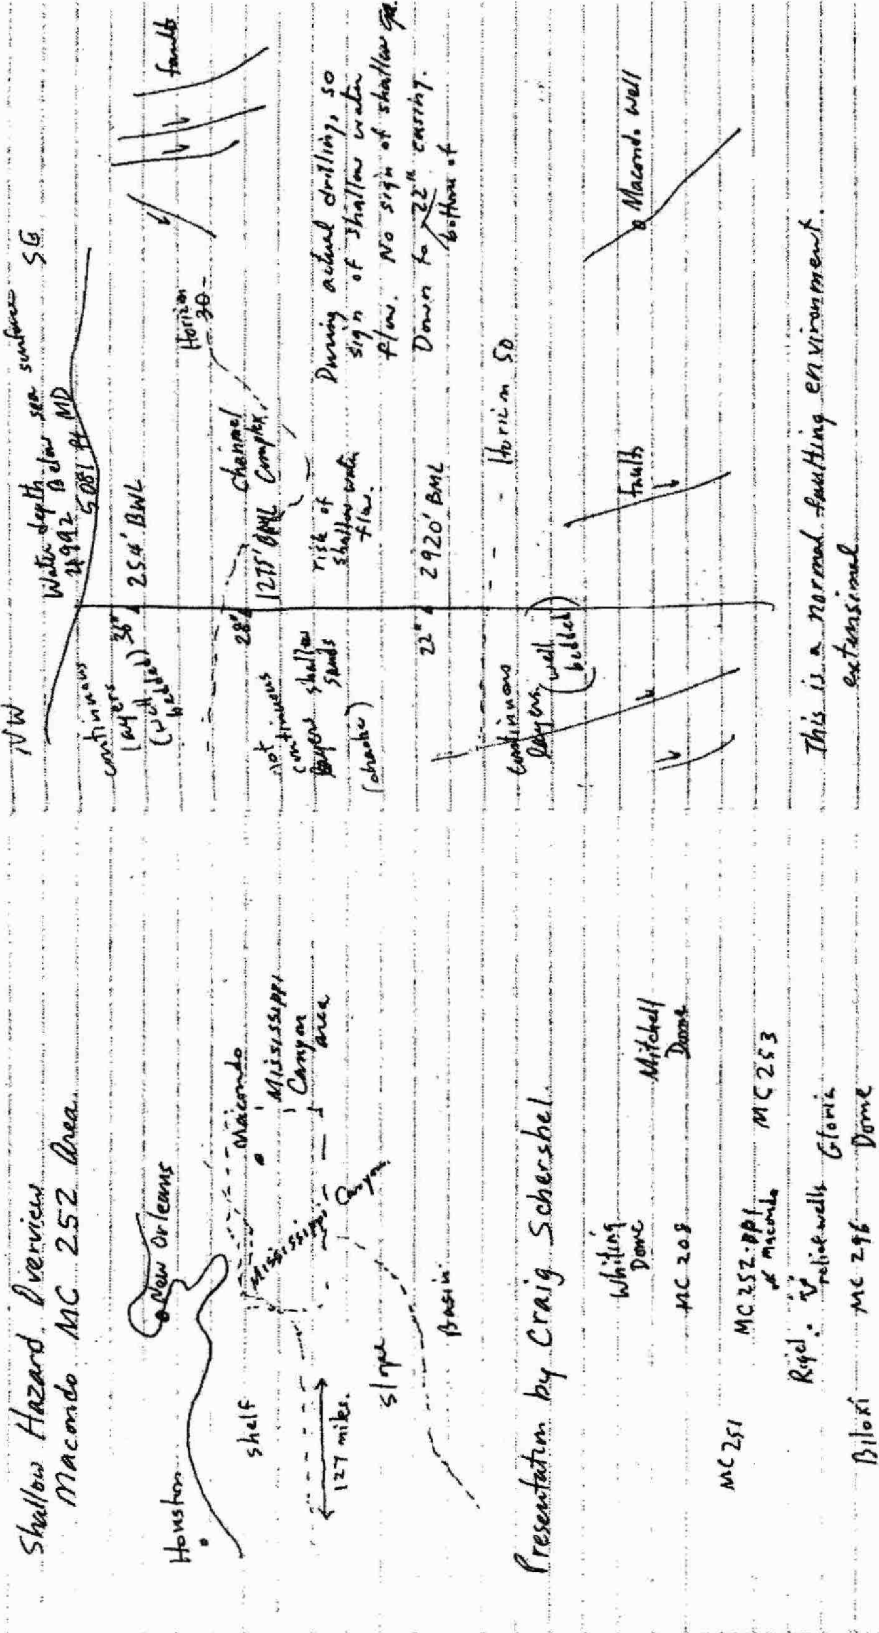 Shallow Hazard Overview
Macondo MC 252 Area.
Houston
New Orleans
shelf
Macondo
Mississippi
Canyon
Mississippi
Canyon
area
127 miles.
slope
Basin
Presentation by Craig Schershel
Whiting
Dome
Mitchell
Dome
MC 208
MC 251
MC 252
macondo
MC 253
Rigel
relief wells
Gloria
Dome
Biloxi
MC 296
NW
SE
Water depth
Below sea surface
4992
5081 ft MD
continuous
layers
(well
bedded)
36"
254' BWL
faults
Horizon
30
28"
1275' BML
channel
complex
not
continuous
layers
shallow
sands
(chaotic)
risk of
shallow water
flow.
During actual drilling, so
sign of shallow water
flow. No sign of shallow gas.
Down to 22" casing.
bottom of
22"
2920' BML
Horizon 50
continuous
layers
(well
bedded)
faults
Macondo Well
This is a normal faulting environment.
extensional